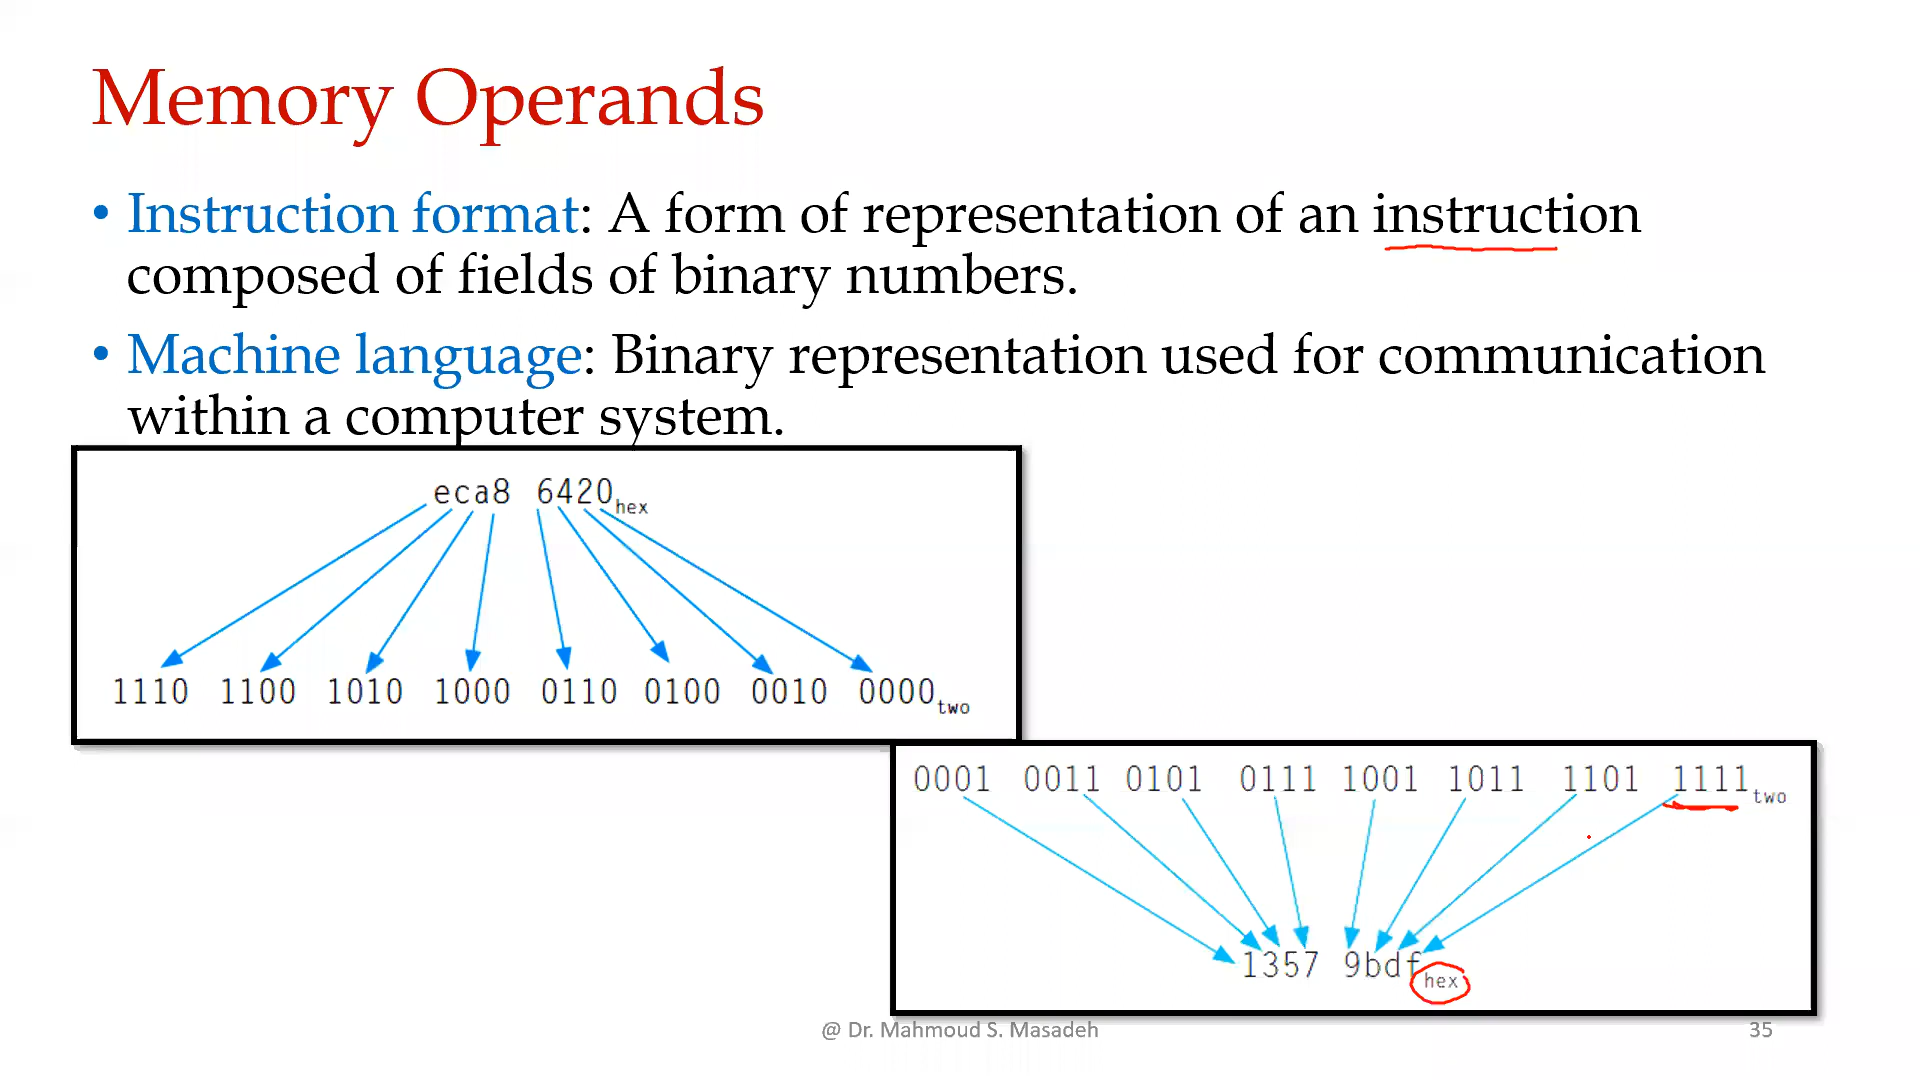 Memory Operands
• Instruction format: A form of representation of an instruction
composed of fields of binary numbers.
• Machine language: Binary representation used for communication
within a computer system.
eca8 6420hex
1110 1100 1010 1000 0110 0100 0010 0000two
0001 0011 0101 0111 1001 1011 1101 1111two
1357 9bdfhex
@ Dr. Mahmoud S. Masadeh
35